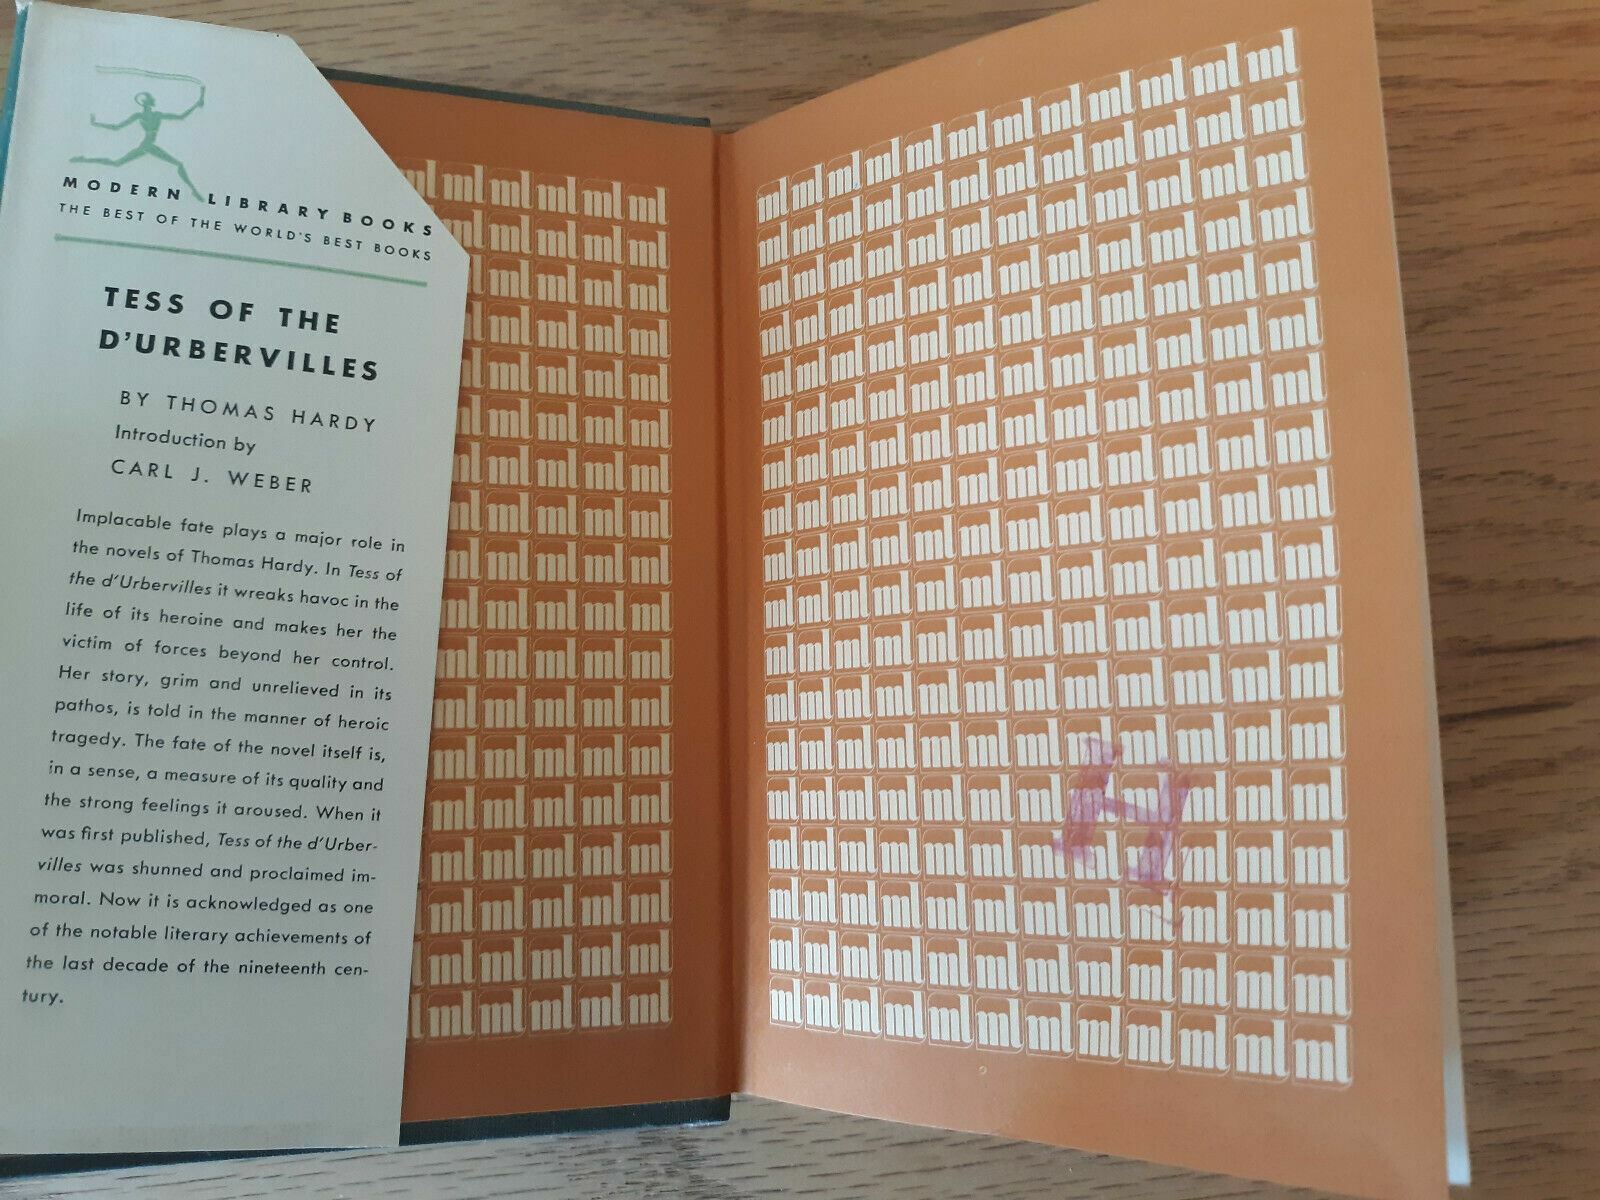 MODERN LIBRARY BOOKS
THE BEST OF THE WORLD'S BEST BOOKS
TESS OF THE
D'URBERVILLES
BY THOMAS HARDY
Introduction by
CARL J. WEBER
Implacable fate plays a major role in
the novels of Thomas Hardy. In Tess of
the d'Urbervilles it wreaks havoc in the
life of its heroine and makes her the
victim of forces beyond her control.
Her story, grim and unrelieved in its
pathos, is told in the manner of heroic
tragedy. The fate of the novel itself is,
in a sense, a measure of its quality and
the strong feelings it aroused. When it
was first published, Tess of the d'Urber-
villes was shunned and proclaimed im-
moral. Now it is acknowledged as one
of the notable literary achievements of
the last decade of the nineteenth cen-
tury.
ml
H